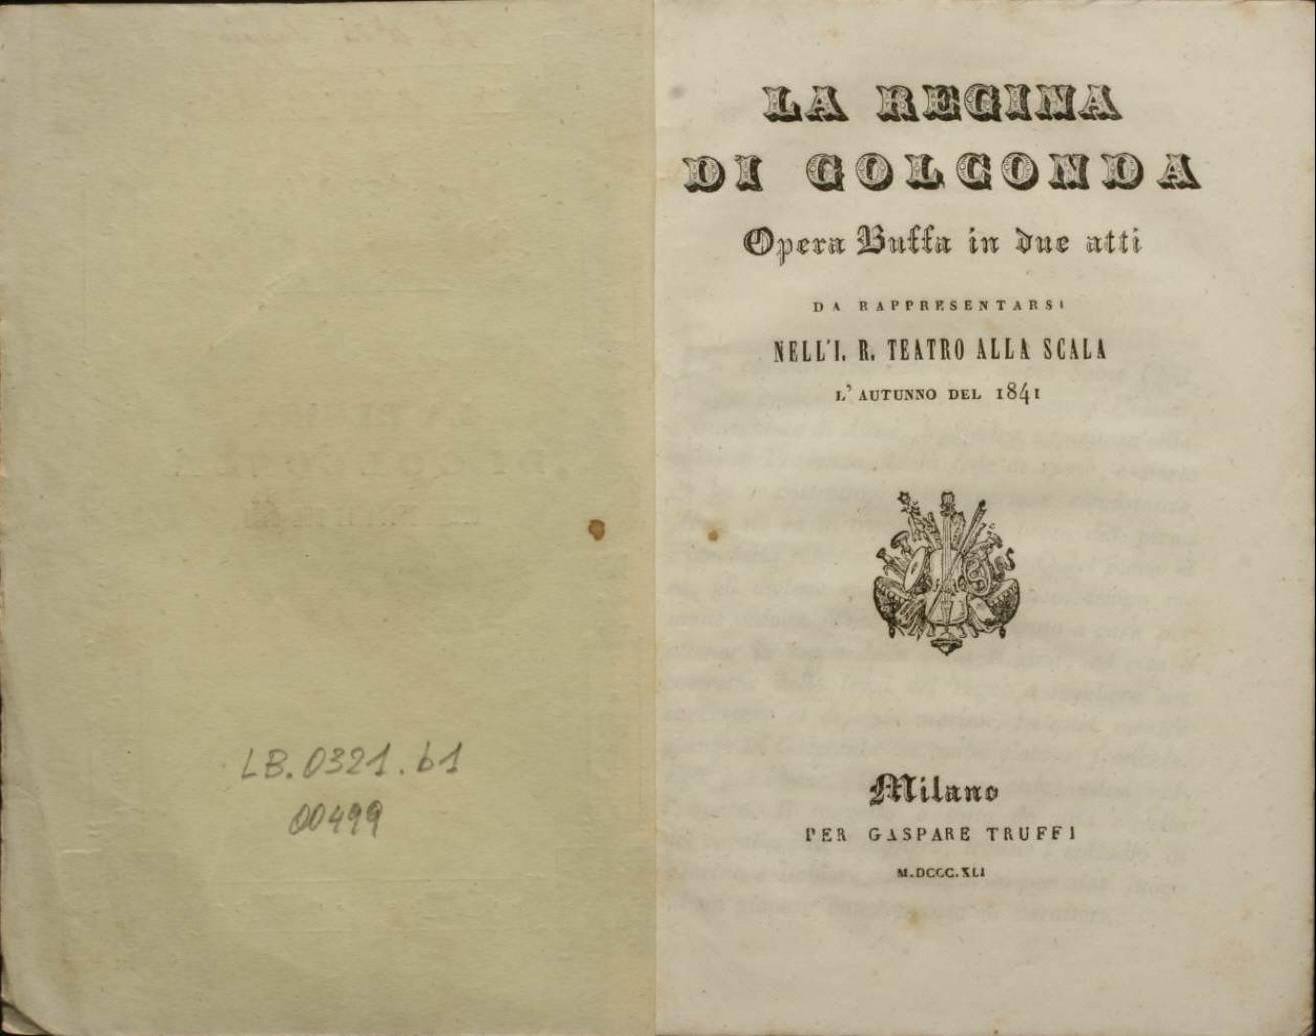 LB.0321.b1
00499
LA REGINA
DI GOLCONDA
Opera Buffa in due atti
DA RAPPRESENTARSI
NELL'I. R. TEATRO ALLA SCALA
L'AUTUNNO DEL 1841
Milano
PER GASPARE TRUFFI
M.DCCC.XLI